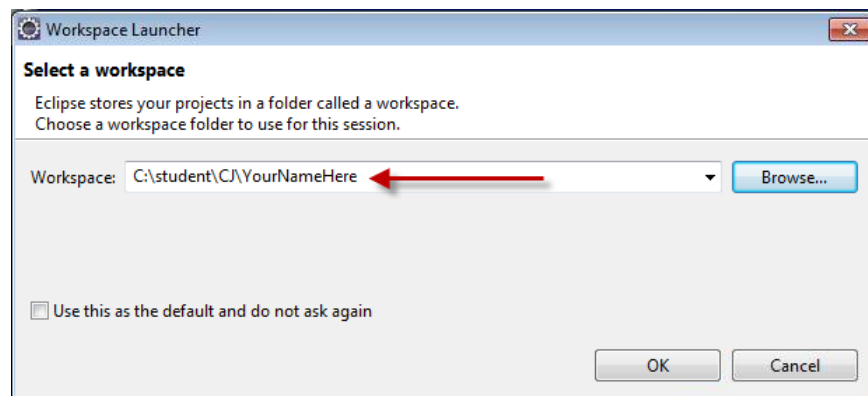 Workspace Launcher
Select a workspace
Eclipse stores your projects in a folder called a workspace.
Choose a workspace folder to use for this session.
Workspace: C:\student\CJ\YourNameHere Browse...
Use this as the default and do not ask again
OK Cancel